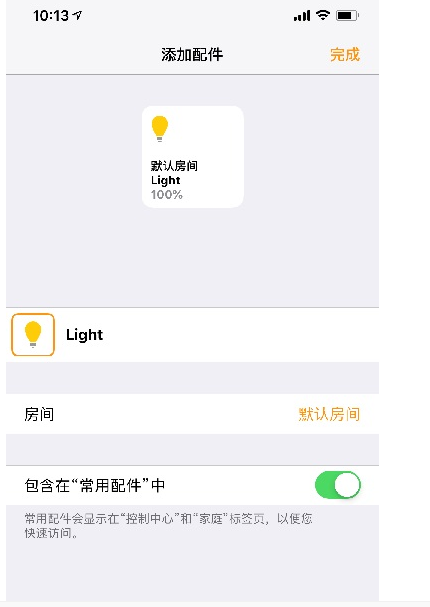 10:13
添加配件
完成
默认房间
Light
100%
Light
房间
默认房间
包含在“常用配件”中
常用配件会显示在“控制中心”和“家庭”标签页，以便您
快速访问。